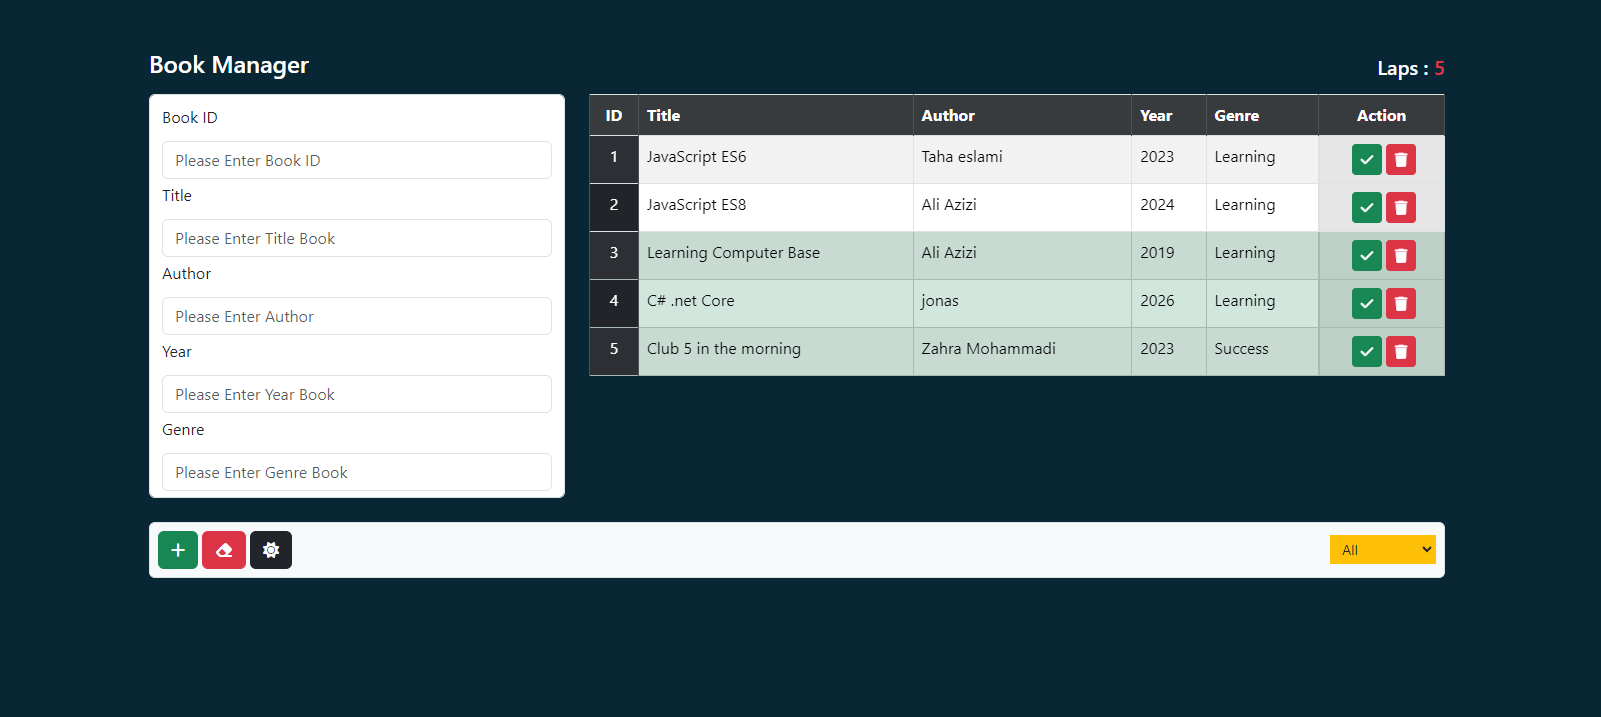 Book Manager
Laps : 5
Book ID
Please Enter Book ID
Title
Please Enter Title Book
Author
Please Enter Author
Year
Please Enter Year Book
Genre
Please Enter Genre Book
ID Title Author Year Genre Action
1 JavaScript ES6 Taha eslami 2023 Learning
2 JavaScript ES8 Ali Azizi 2024 Learning
3 Learning Computer Base Ali Azizi 2019 Learning
4 C# .net Core jonas 2026 Learning
5 Club 5 in the morning Zahra Mohammadi 2023 Success
All